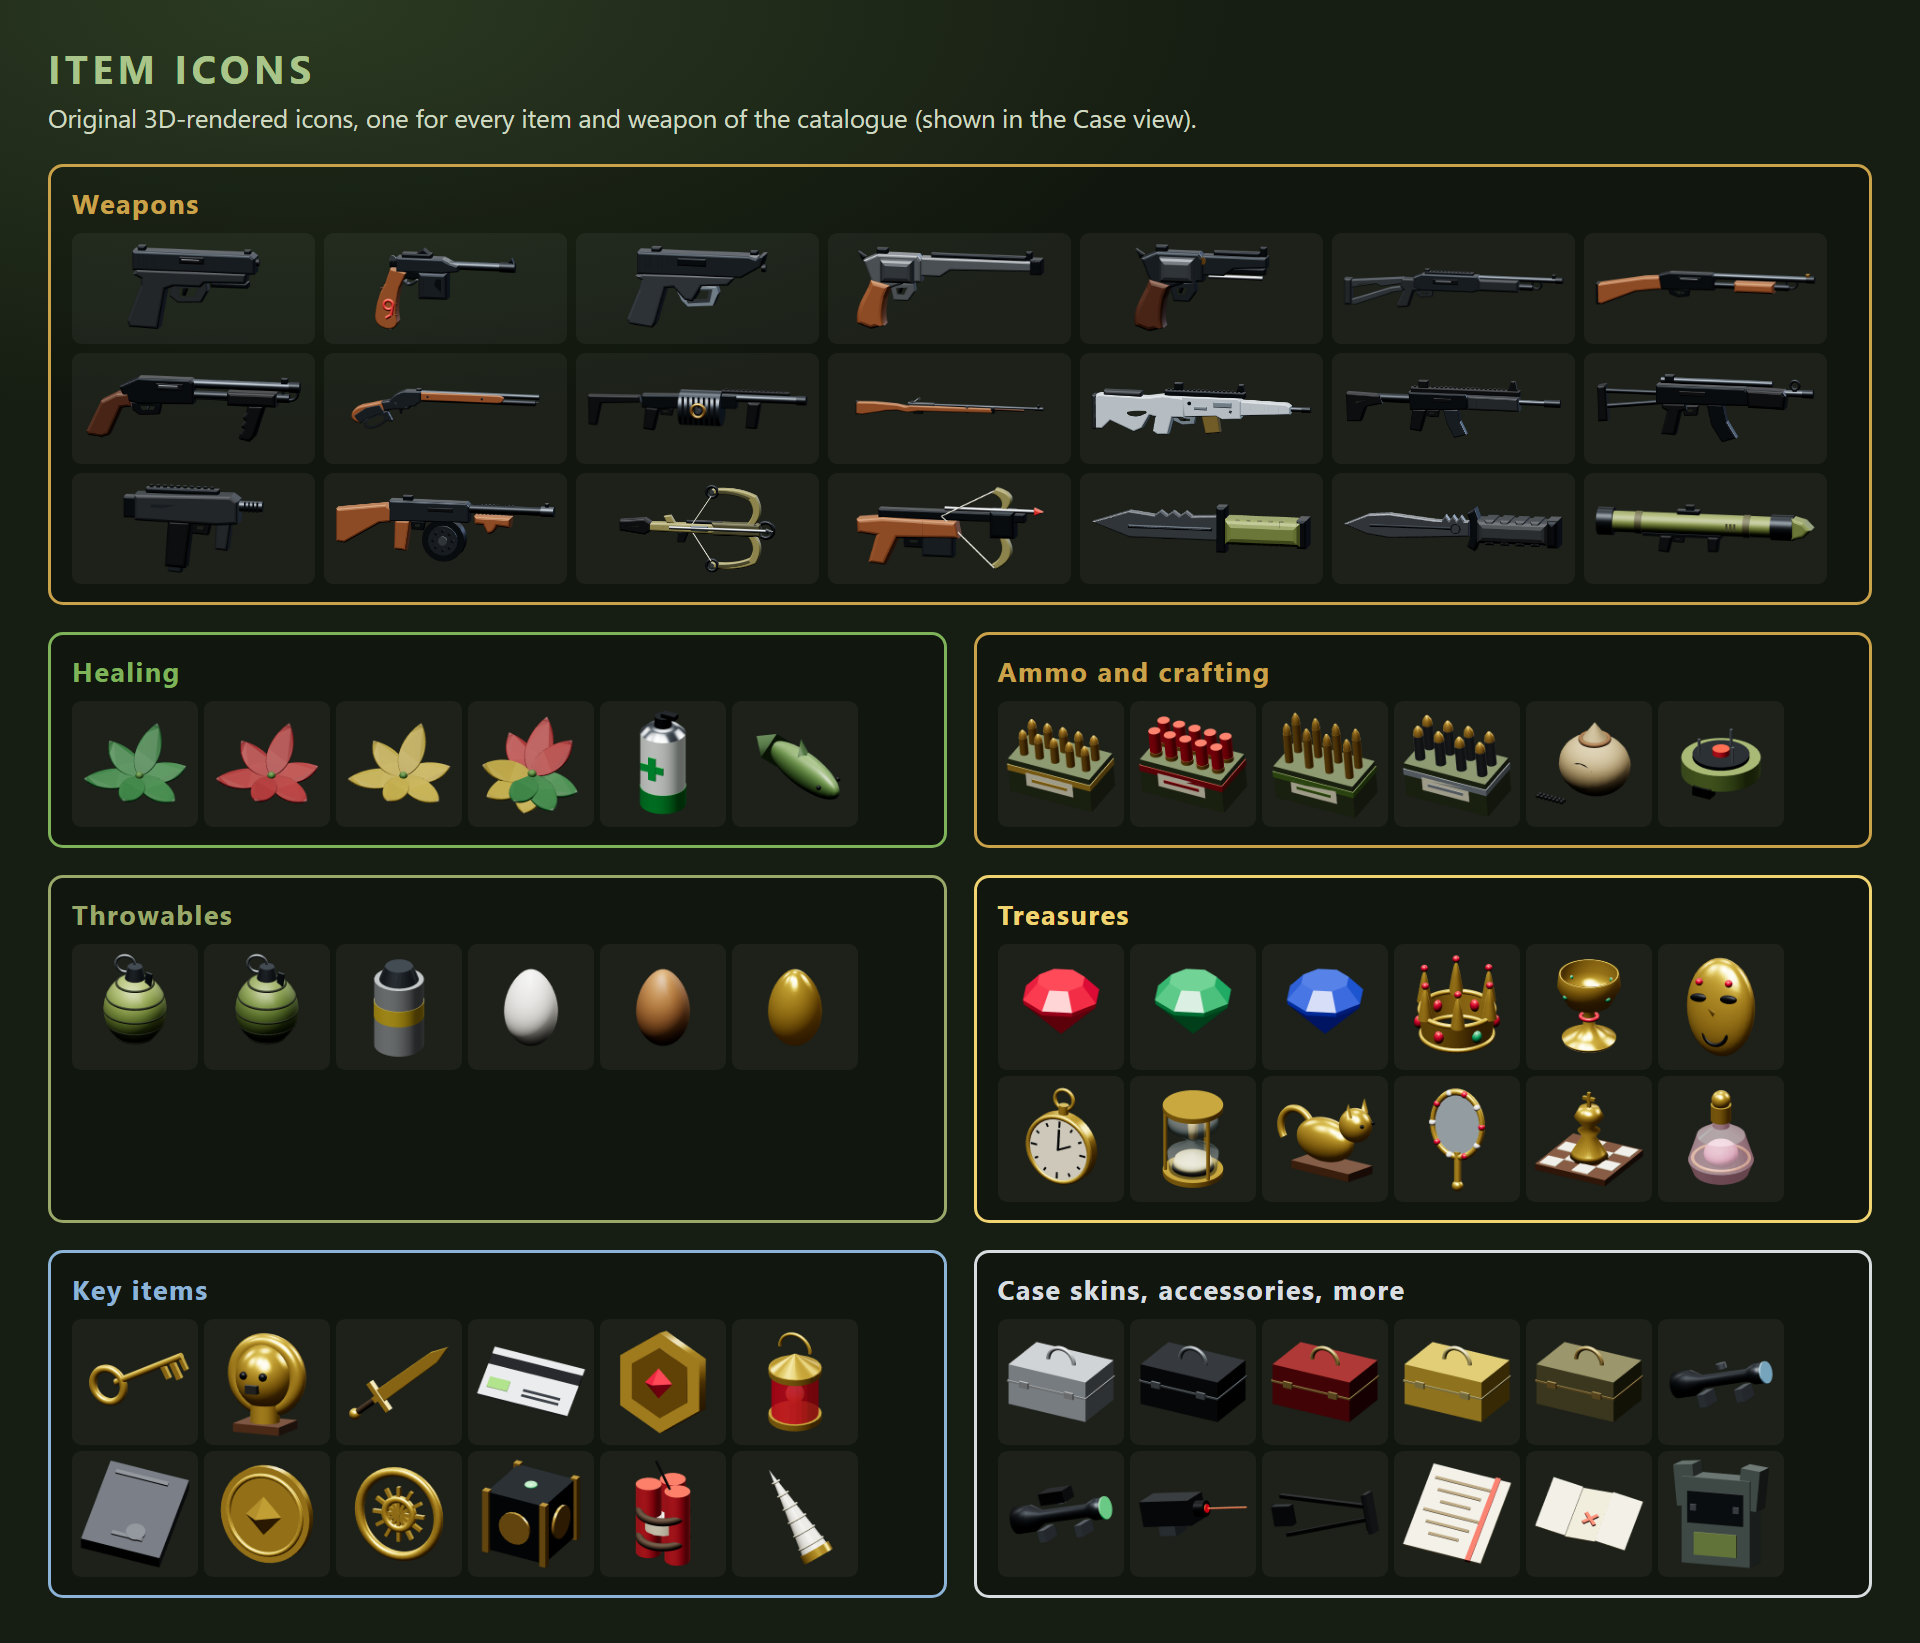 ITEM ICONS
Original 3D-rendered icons, one for every item and weapon of the catalogue (shown in the Case view).
Weapons
9
Healing
Ammo and crafting
Throwables
Treasures
Key items
Case skins, accessories, more